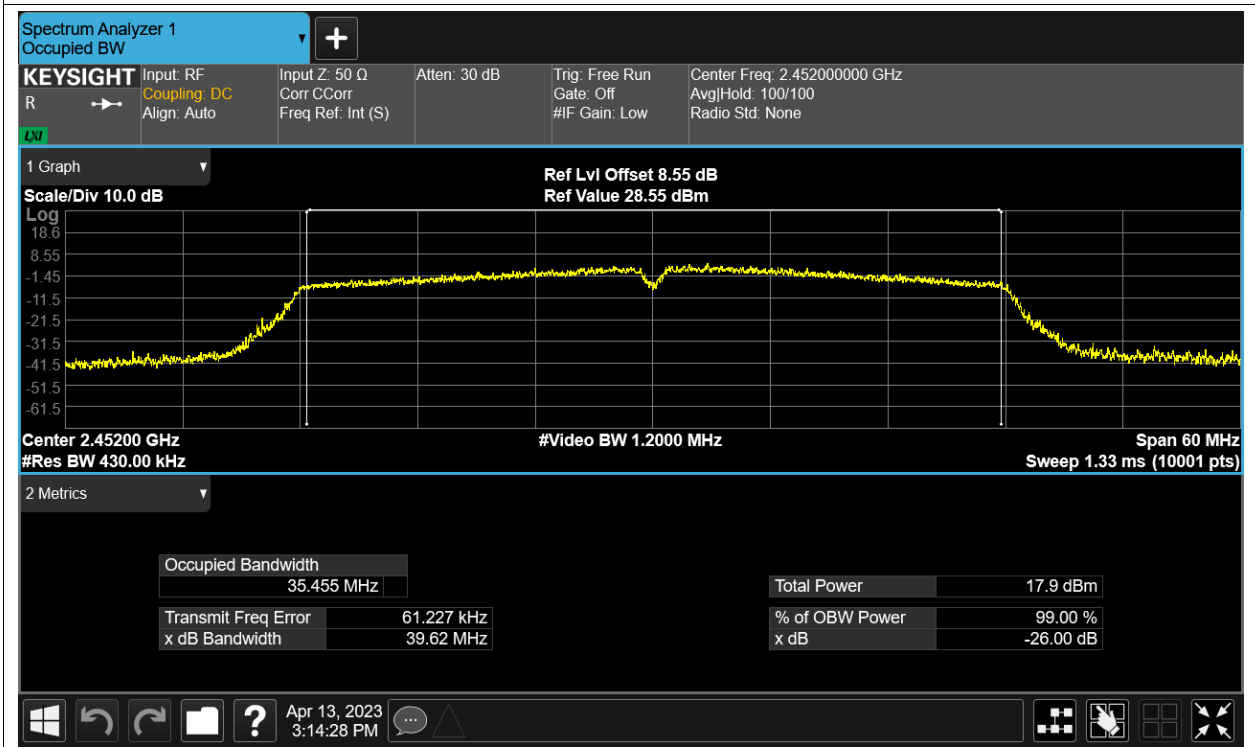 Spectrum Analyzer 1
Occupied BW
KEYSIGHT
R
LXI
Input: RF
Coupling: DC
Align: Auto
Input Z: 50 Ω
Corr CCorr
Freq Ref: Int (S)
Atten: 30 dB
Trig: Free Run
Gate: Off
#IF Gain: Low
Center Freq: 2.452000000 GHz
Avg|Hold: 100/100
Radio Std: None
1 Graph
Scale/Div 10.0 dB
Ref Lvl Offset 8.55 dB
Ref Value 28.55 dBm
Log
18.6
8.55
-1.45
-11.5
-21.5
-31.5
-41.5
-51.5
-61.5
Center 2.45200 GHz
#Video BW 1.2000 MHz
Span 60 MHz
#Res BW 430.00 kHz
Sweep 1.33 ms (10001 pts)
2 Metrics
Occupied Bandwidth
35.455 MHz
Total Power 17.9 dBm
Transmit Freq Error 61.227 kHz
% of OBW Power 99.00 %
x dB Bandwidth 39.62 MHz
x dB -26.00 dB
?
Apr 13, 2023
3:14:28 PM